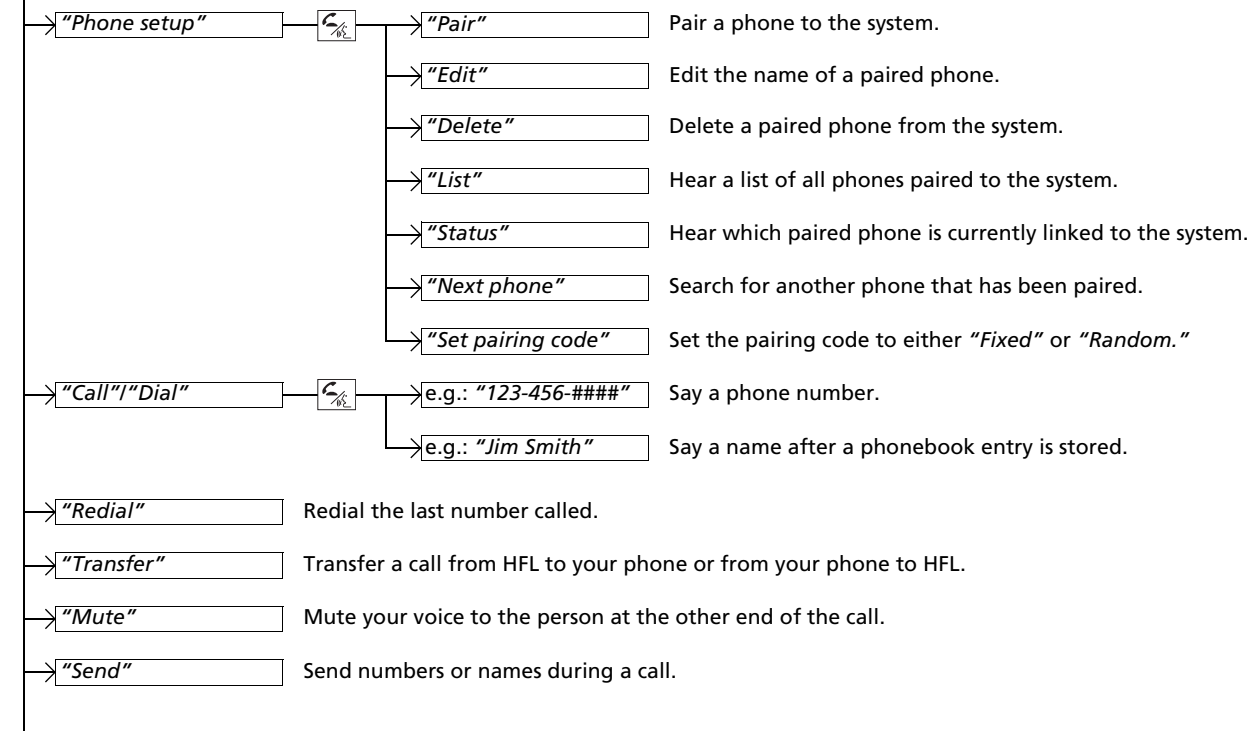 "Phone setup" "Pair" Pair a phone to the system.
"Edit" Edit the name of a paired phone.
"Delete" Delete a paired phone from the system.
"List" Hear a list of all phones paired to the system.
"Status" Hear which paired phone is currently linked to the system.
"Next phone" Search for another phone that has been paired.
"Set pairing code" Set the pairing code to either "Fixed" or "Random."
"Call"/"Dial" e.g.: "123-456-####" Say a phone number.
e.g.: "Jim Smith" Say a name after a phonebook entry is stored.
"Redial" Redial the last number called.
"Transfer" Transfer a call from HFL to your phone or from your phone to HFL.
"Mute" Mute your voice to the person at the other end of the call.
"Send" Send numbers or names during a call.